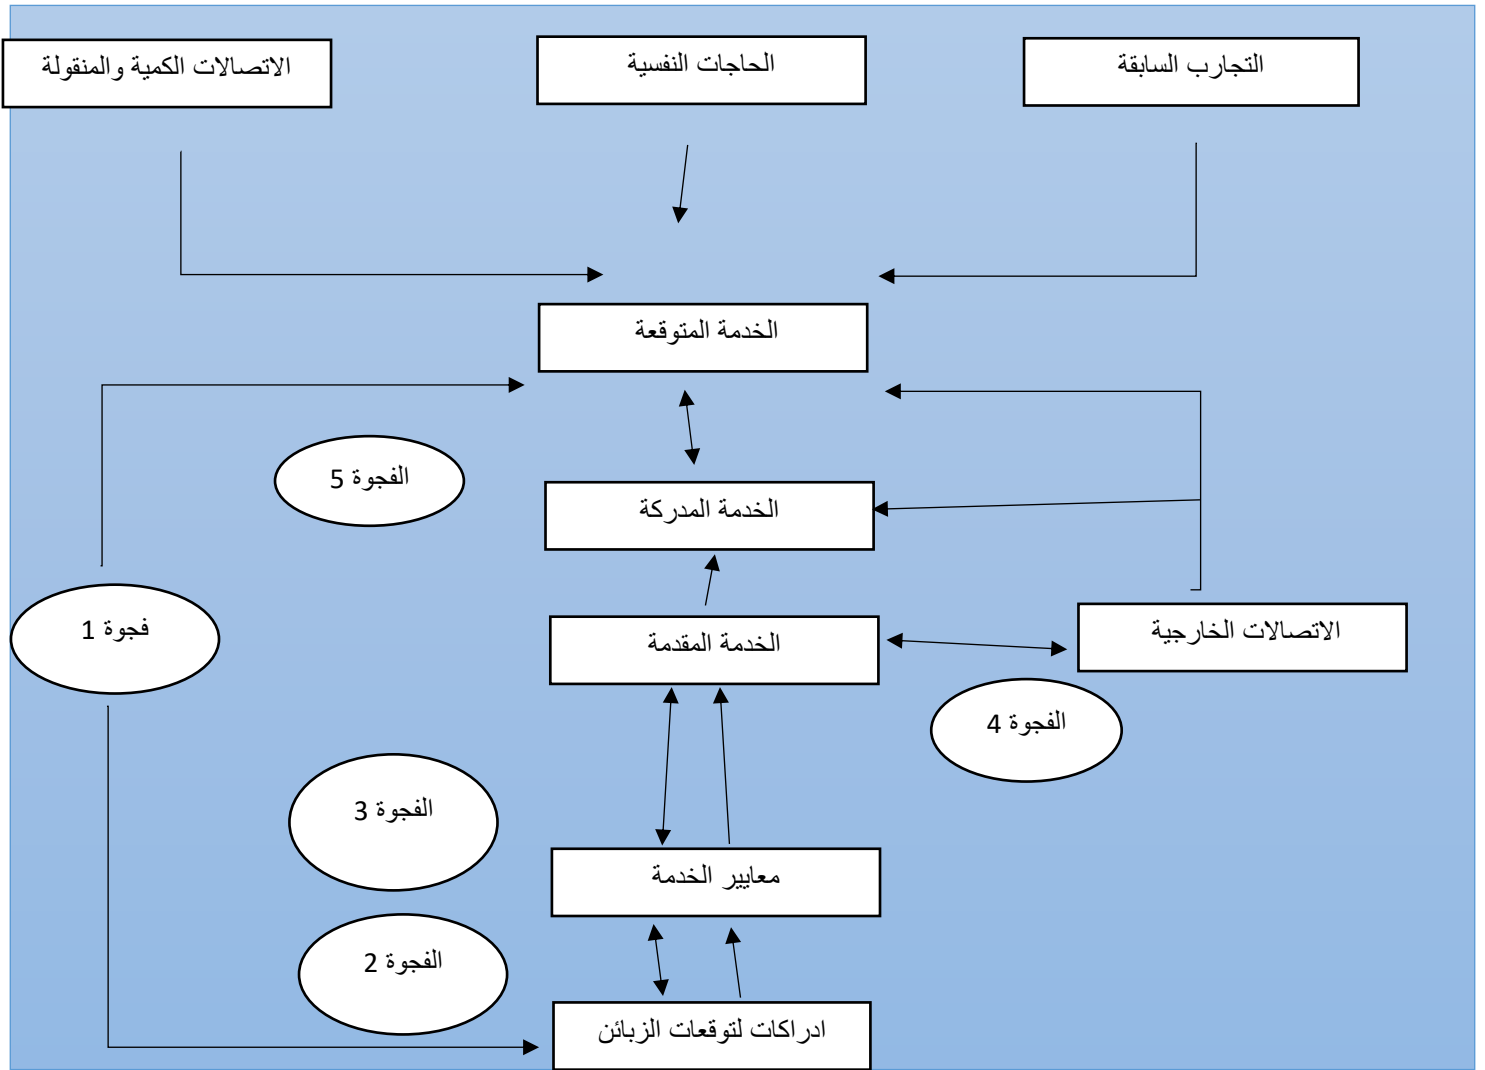 التجارب السابقة
الحاجات النفسية
الاتصالات الكمية والمنقولة
الخدمة المتوقعة
الفجوة 5
الخدمة المدركة
فجوة 1
الاتصالات الخارجية
الخدمة المقدمة
الفجوة 4
الفجوة 3
معايير الخدمة
الفجوة 2
ادراكات لتوقعات الزبائن